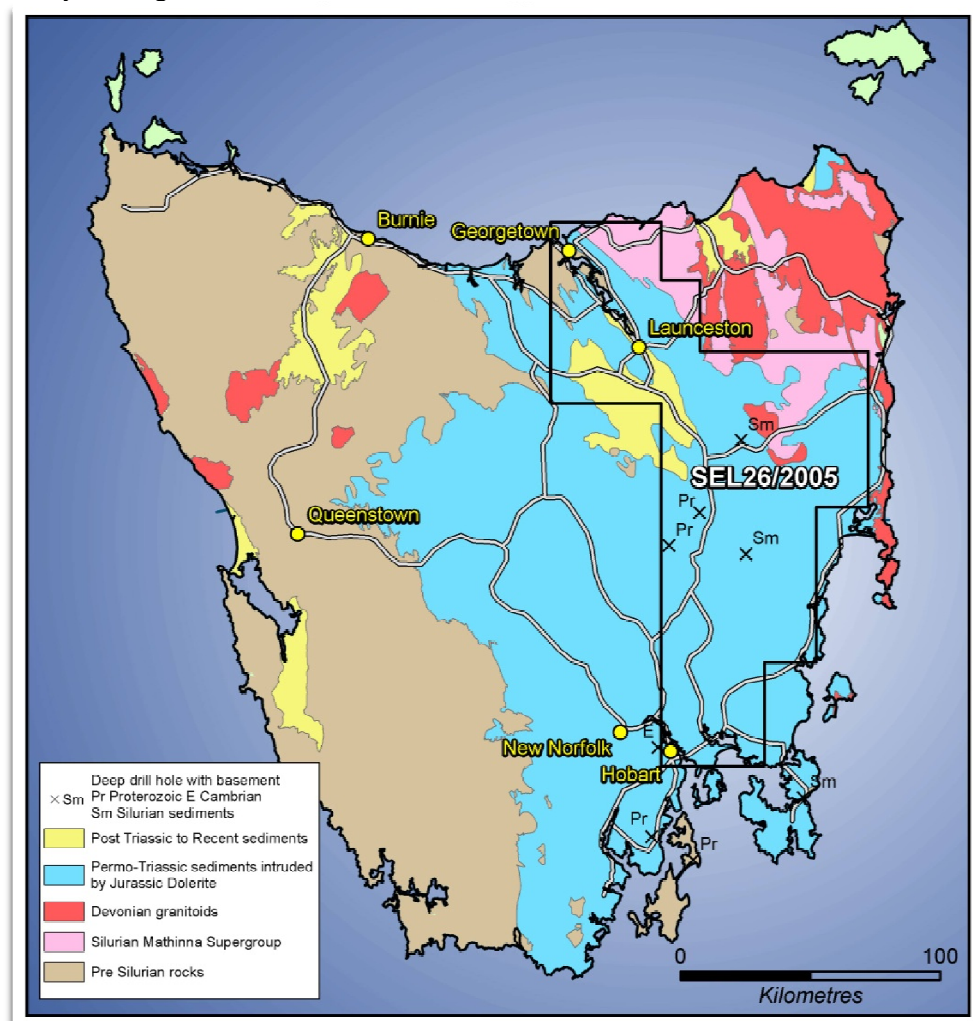 Burnie
Georgetown
Launceston
Sm
SEL26/2005
Pr
Pr
Sm
Queenstown
New Norfolk
E
Hobart
Sm
Pr
Pr
Deep drill hole with basement
Sm Pr Proterozoic E Cambrian
Sm Silurian sediments
Post Triassic to Recent sediments
Permo-Triassic sediments intruded
by Jurassic Dolerite
Devonian granitoids
Silurian Mathinna Supergroup
Pre Silurian rocks
0 100
Kilometres